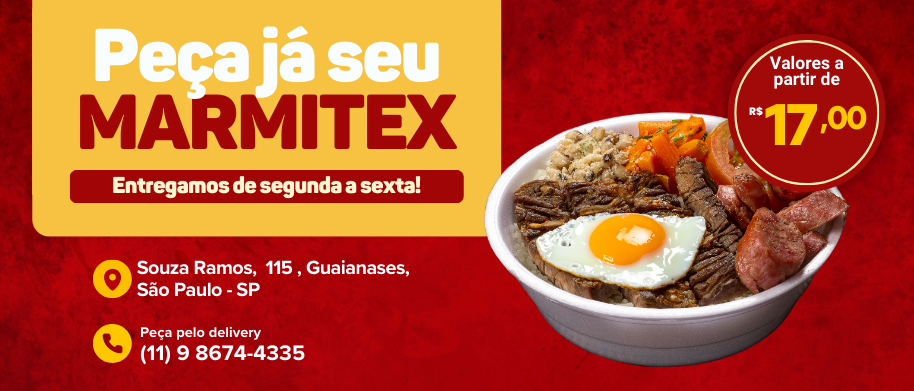 Peça já seu
MARMITEX
Entregamos de segunda a sexta!
Valores a
partir de
R$ 17,00
Souza Ramos, 115 , Guaianases,
São Paulo - SP
Peça pelo delivery
(11) 9 8674-4335